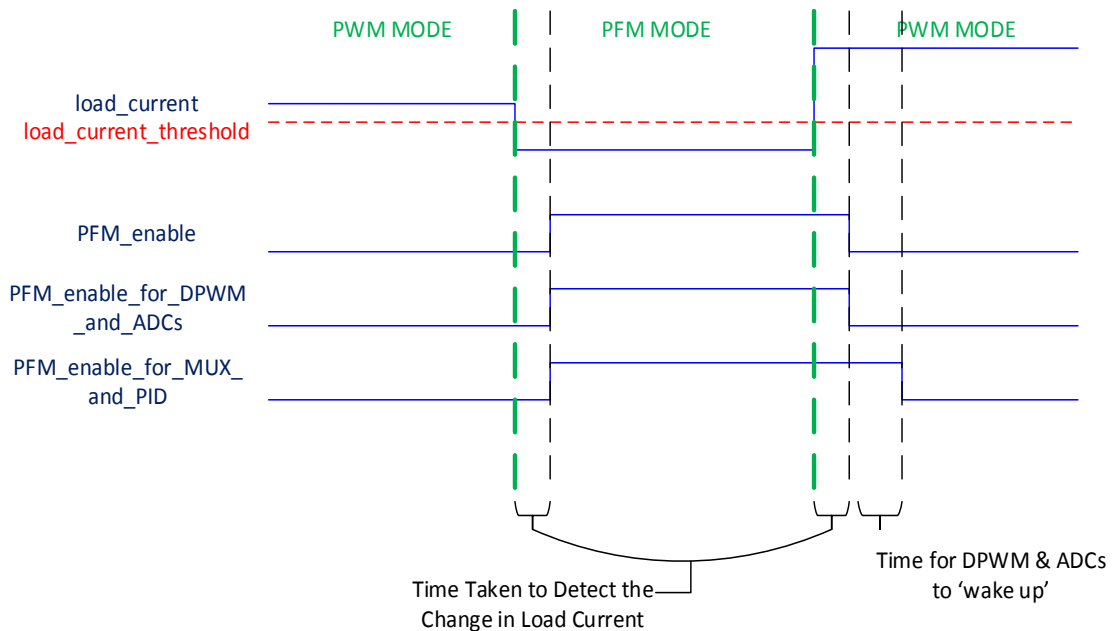 PWM MODE
PFM MODE
PWM MODE
load_current
load_current_threshold
PFM_enable
PFM_enable_for_DPWM
_and_ADCs
PFM_enable_for_MUX_
and_PID
Time Taken to Detect the
Change in Load Current
Time for DPWM & ADCs
to ‘wake up’